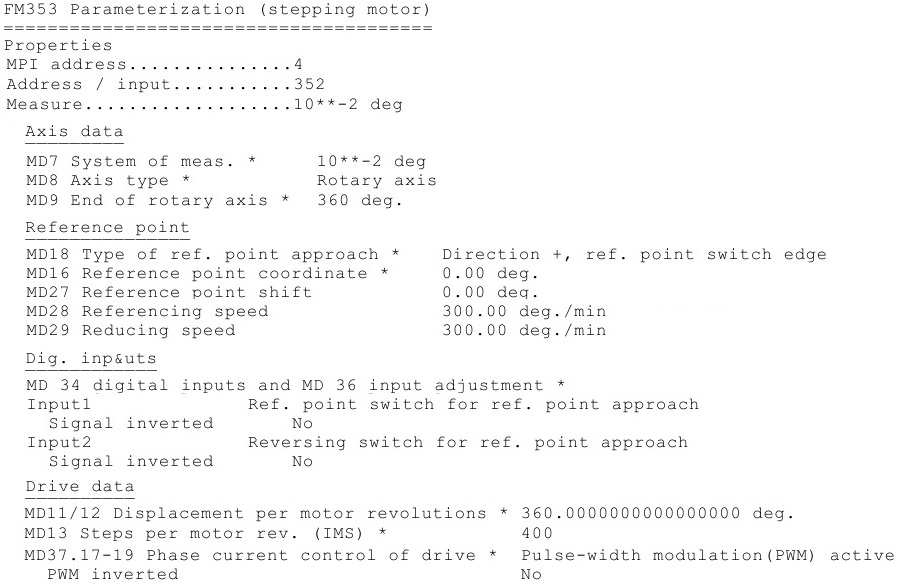 FM353 Parameterization (stepping motor)
=======================================
Properties
MPI address...............4
Address / input...........352
Measure...................10**-2 deg
Axis data
MD7 System of meas. * 10**-2 deg
MD8 Axis type * Rotary axis
MD9 End of rotary axis * 360 deg.
Reference point
MD18 Type of ref. point approach * Direction +, ref. point switch edge
MD16 Reference point coordinate * 0.00 deg.
MD27 Reference point shift 0.00 deg.
MD28 Referencing speed 300.00 deg./min
MD29 Reducing speed 300.00 deg./min
Dig. inp&uts
MD 34 digital inputs and MD 36 input adjustment *
Input1 Ref. point switch for ref. point approach
Signal inverted No
Input2 Reversing switch for ref. point approach
Signal inverted No
Drive data
MD11/12 Displacement per motor revolutions * 360.0000000000000000 deg.
MD13 Steps per motor rev. (IMS) * 400
MD37.17-19 Phase current control of drive * Pulse-width modulation(PWM) active
PWM inverted No